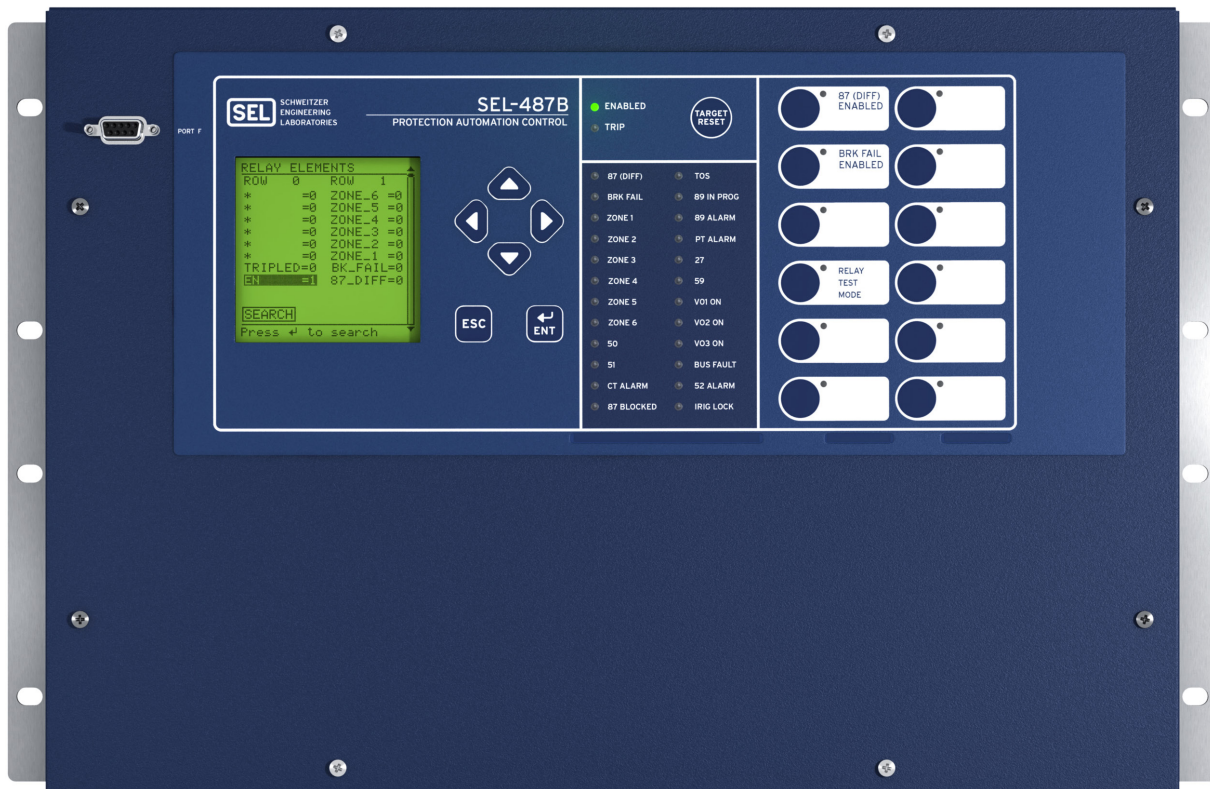 PORT F
SEL
SCHWEITZER
ENGINEERING
LABORATORIES
SEL-487B
PROTECTION AUTOMATION CONTROL
RELAY ELEMENTS
ROW 0 ROW 1
* =0 ZONE_6 =0
* =0 ZONE_5 =0
* =0 ZONE_4 =0
* =0 ZONE_3 =0
* =0 ZONE_2 =0
* =0 ZONE_1 =0
TRIPLED=0 BK_FAIL=0
EN =1 87_DIFF=0
SEARCH
Press ↵ to search
ESC
ENT
ENABLED
TRIP
TARGET
RESET
87 (DIFF) TOS
BRK FAIL 89 IN PROG
ZONE 1 89 ALARM
ZONE 2 PT ALARM
ZONE 3 27
ZONE 4 59
ZONE 5 V01 ON
ZONE 6 V02 ON
50 V03 ON
51 BUS FAULT
CT ALARM 52 ALARM
87 BLOCKED IRIG LOCK
87 (DIFF)
ENABLED
BRK FAIL
ENABLED
RELAY
TEST
MODE